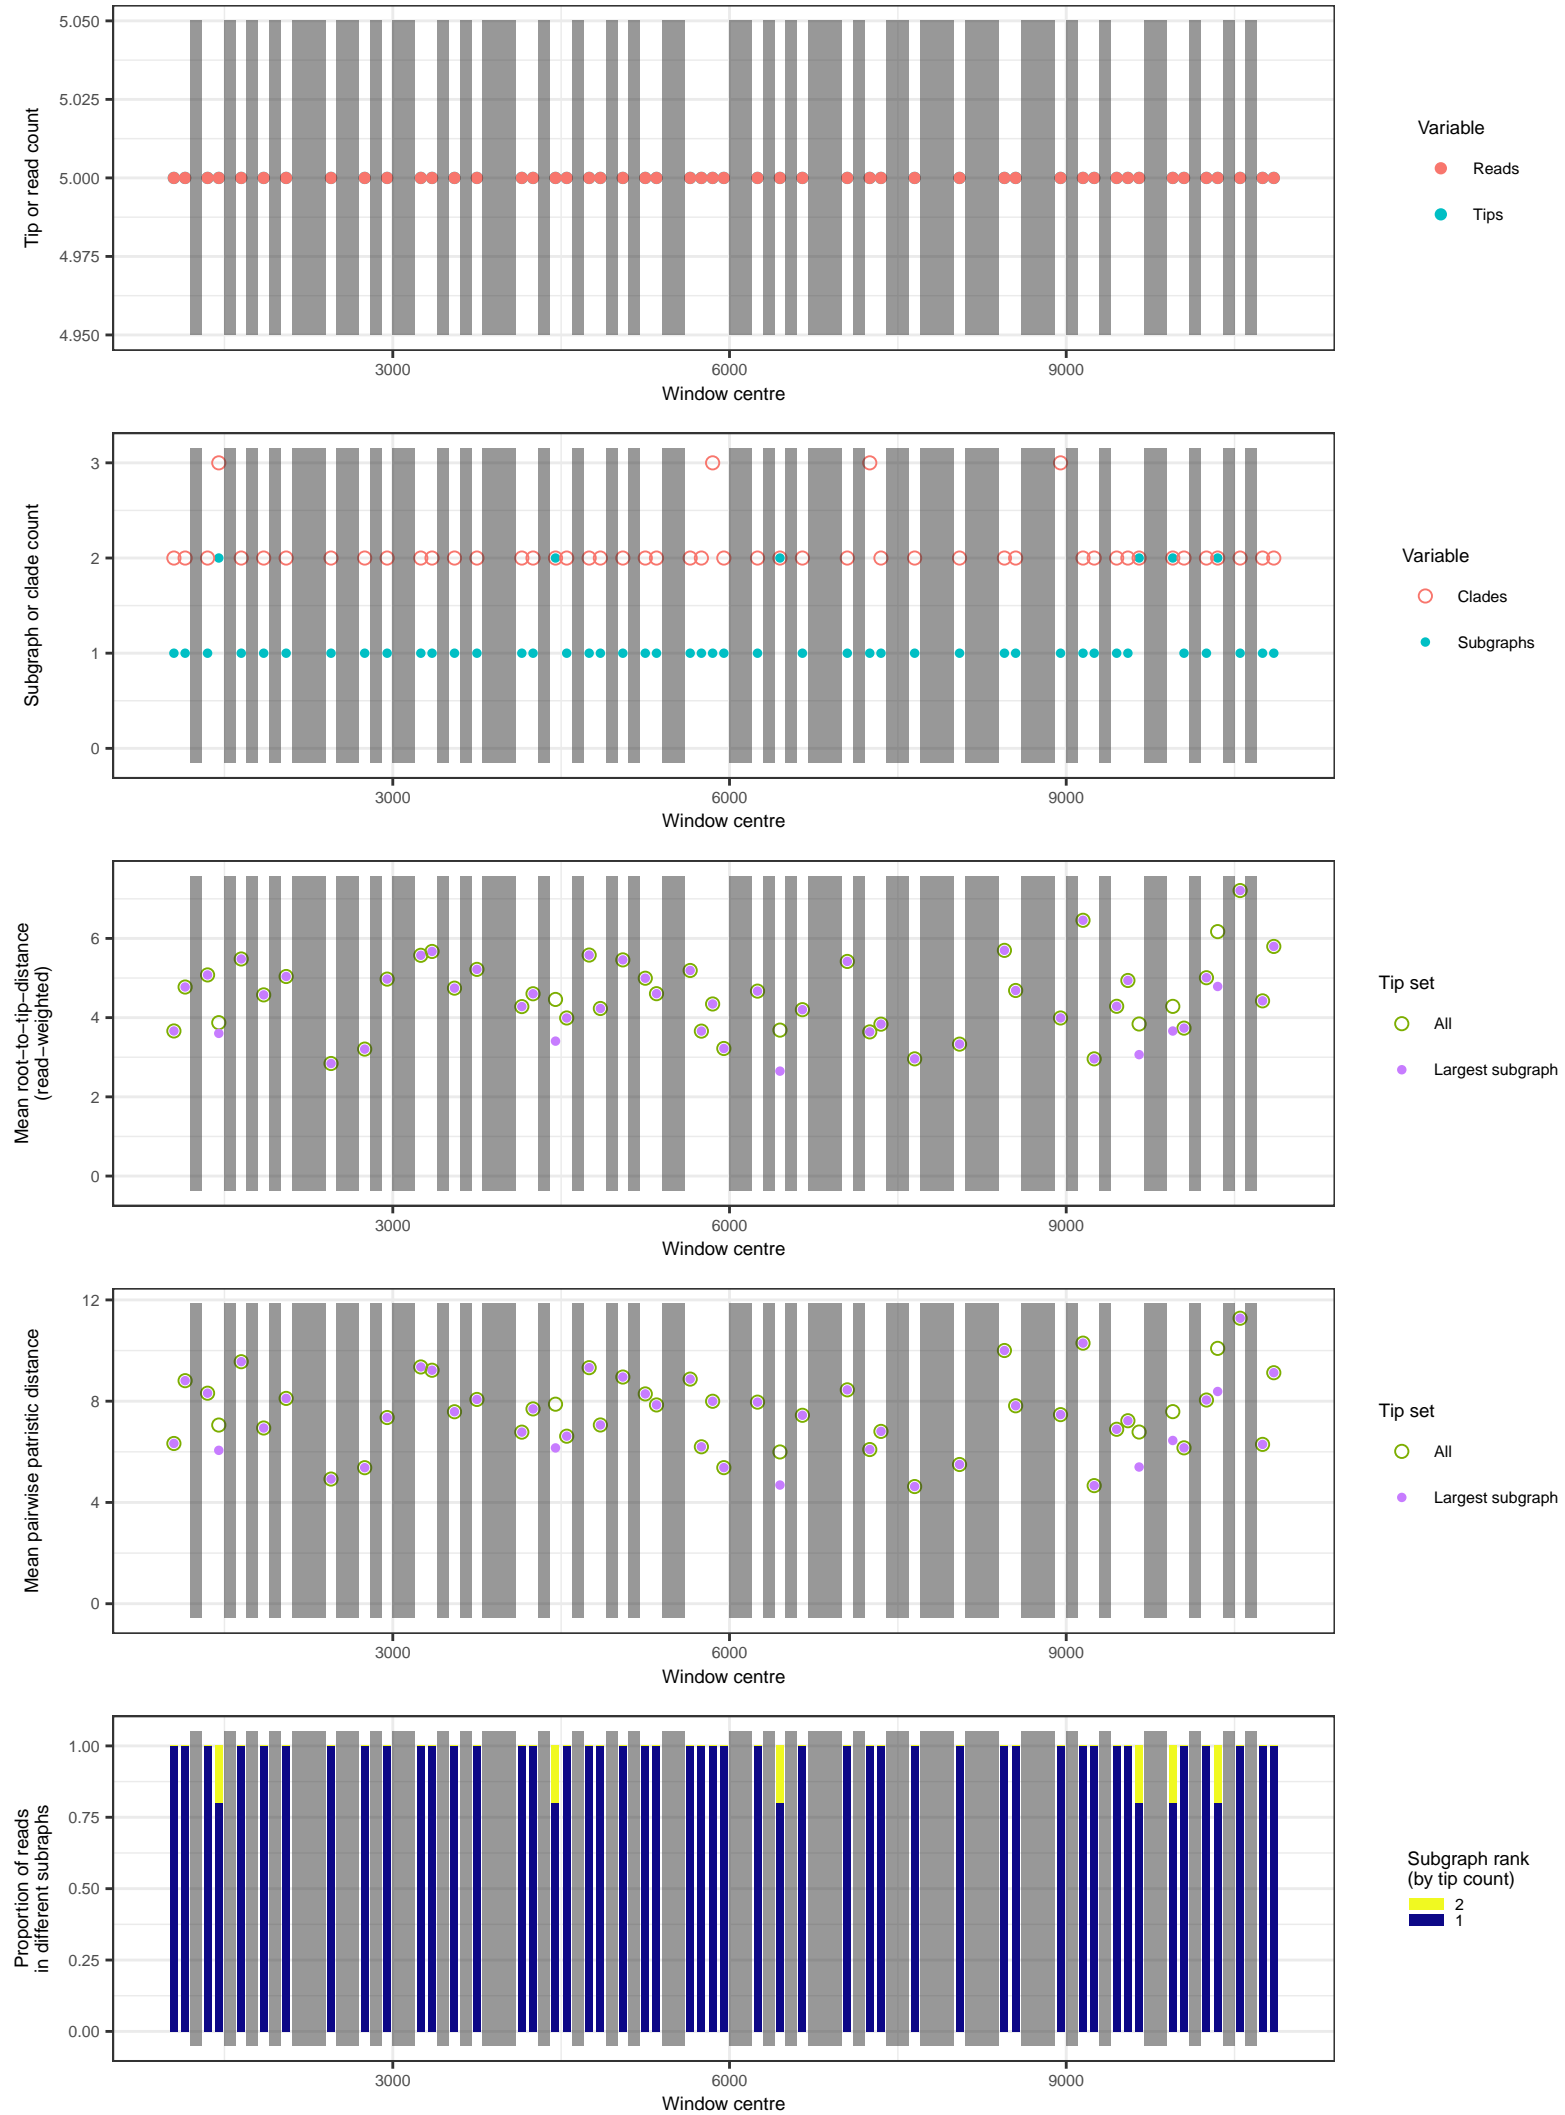 5.050
5.025
5.000
4.975
4.950
Tip or read count
3000 6000 9000
Window centre
Variable
Reads
Tips
3
2
1
0
Subgraph or clade count
3000 6000 9000
Window centre
Variable
Clades
Subgraphs
6
4
2
0
Mean root−to−tip−distance
(read−weighted)
3000 6000 9000
Window centre
Tip set
All
Largest subgraph
12
8
4
0
Mean pairwise patristic distance
3000 6000 9000
Window centre
Tip set
All
Largest subgraph
1.00
0.75
0.50
0.25
0.00
Proportion of reads
in different subraphs
3000 6000 9000
Window centre
Subgraph rank
(by tip count)
2
1